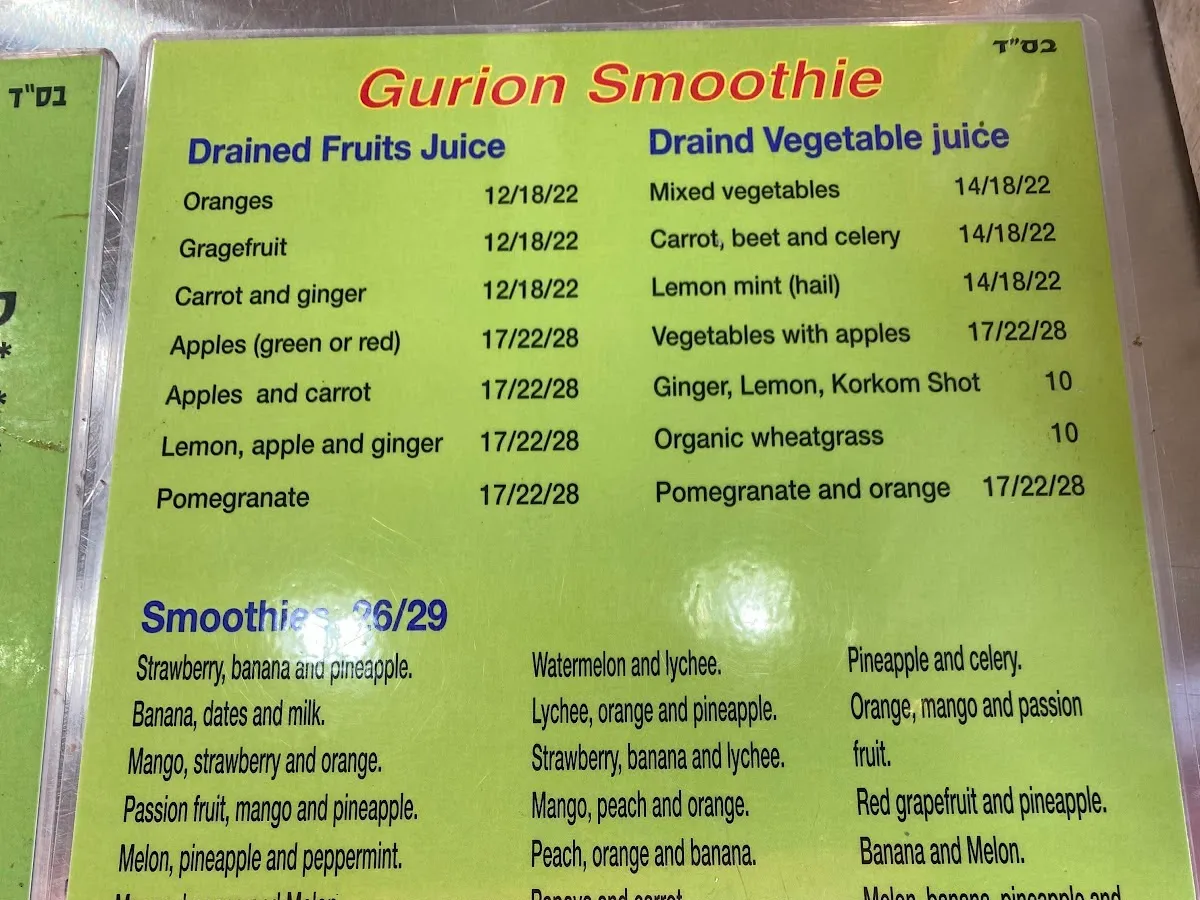 בס"ד
בס"ד
Gurion Smoothie
Drained Fruits Juice
Oranges 12/18/22
Gragefruit 12/18/22
Carrot and ginger 12/18/22
Apples (green or red) 17/22/28
Apples and carrot 17/22/28
Lemon, apple and ginger 17/22/28
Pomegranate 17/22/28
Draind Vegetable juice
Mixed vegetables 14/18/22
Carrot, beet and celery 14/18/22
Lemon mint (hail) 14/18/22
Vegetables with apples 17/22/28
Ginger, Lemon, Korkom Shot 10
Organic wheatgrass 10
Pomegranate and orange 17/22/28
Smoothies 26/29
Strawberry, banana and pineapple.
Banana, dates and milk.
Mango, strawberry and orange.
Passion fruit, mango and pineapple.
Melon, pineapple and peppermint.
Watermelon and lychee.
Lychee, orange and pineapple.
Strawberry, banana and lychee.
Mango, peach and orange.
Peach, orange and banana.
Papaya and carrot
Pineapple and celery.
Orange, mango and passion
fruit.
Red grapefruit and pineapple.
Banana and Melon.
Melon, banana, pineapple and